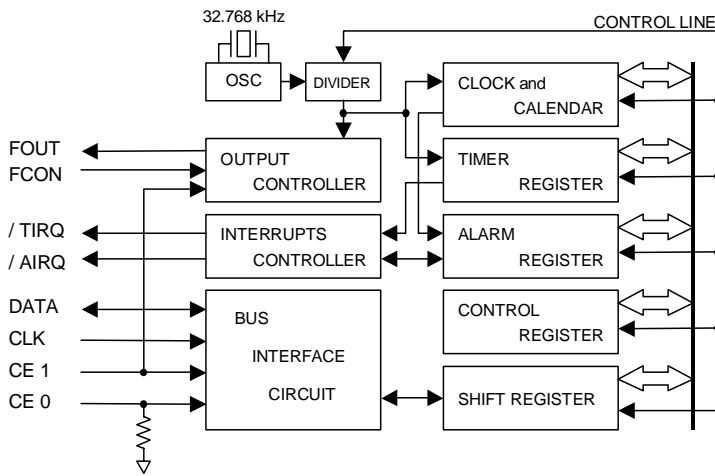 32.768 kHz
CONTROL LINE
OSC
DIVIDER
CLOCK and
CALENDAR
FOUT
FCON
OUTPUT
CONTROLLER
TIMER
REGISTER
/ TIRQ
/ AIRQ
INTERRUPTS
CONTROLLER
ALARM
REGISTER
DATA
CLK
CE 1
CE 0
BUS
INTERFACE
CIRCUIT
CONTROL
REGISTER
SHIFT REGISTER